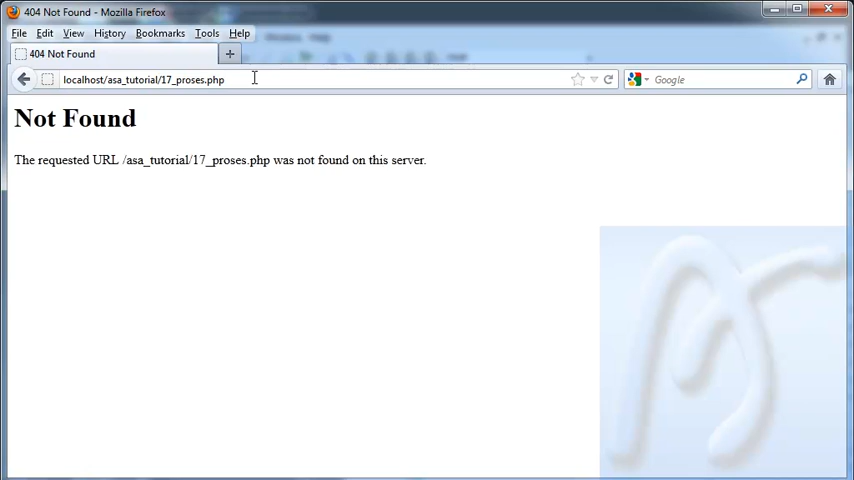 404 Not Found - Mozilla Firefox
File Edit View History Bookmarks Tools Help
404 Not Found
localhost/asa_tutorial/17_proses.php Google
Not Found
The requested URL /asa_tutorial/17_proses.php was not found on this server.